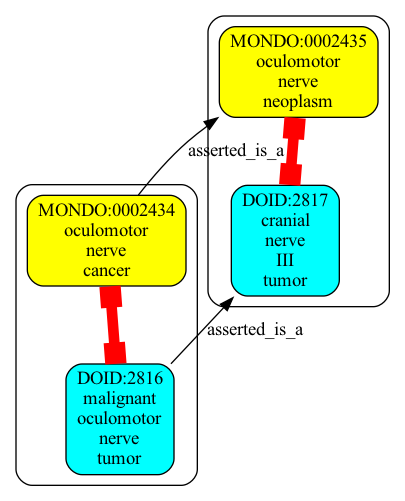 MONDO:0002435
oculomotor
nerve
neoplasm
asserted_is_a
DOID:2817
cranial
nerve
III
tumor
MONDO:0002434
oculomotor
nerve
cancer
asserted_is_a
DOID:2816
malignant
oculomotor
nerve
tumor